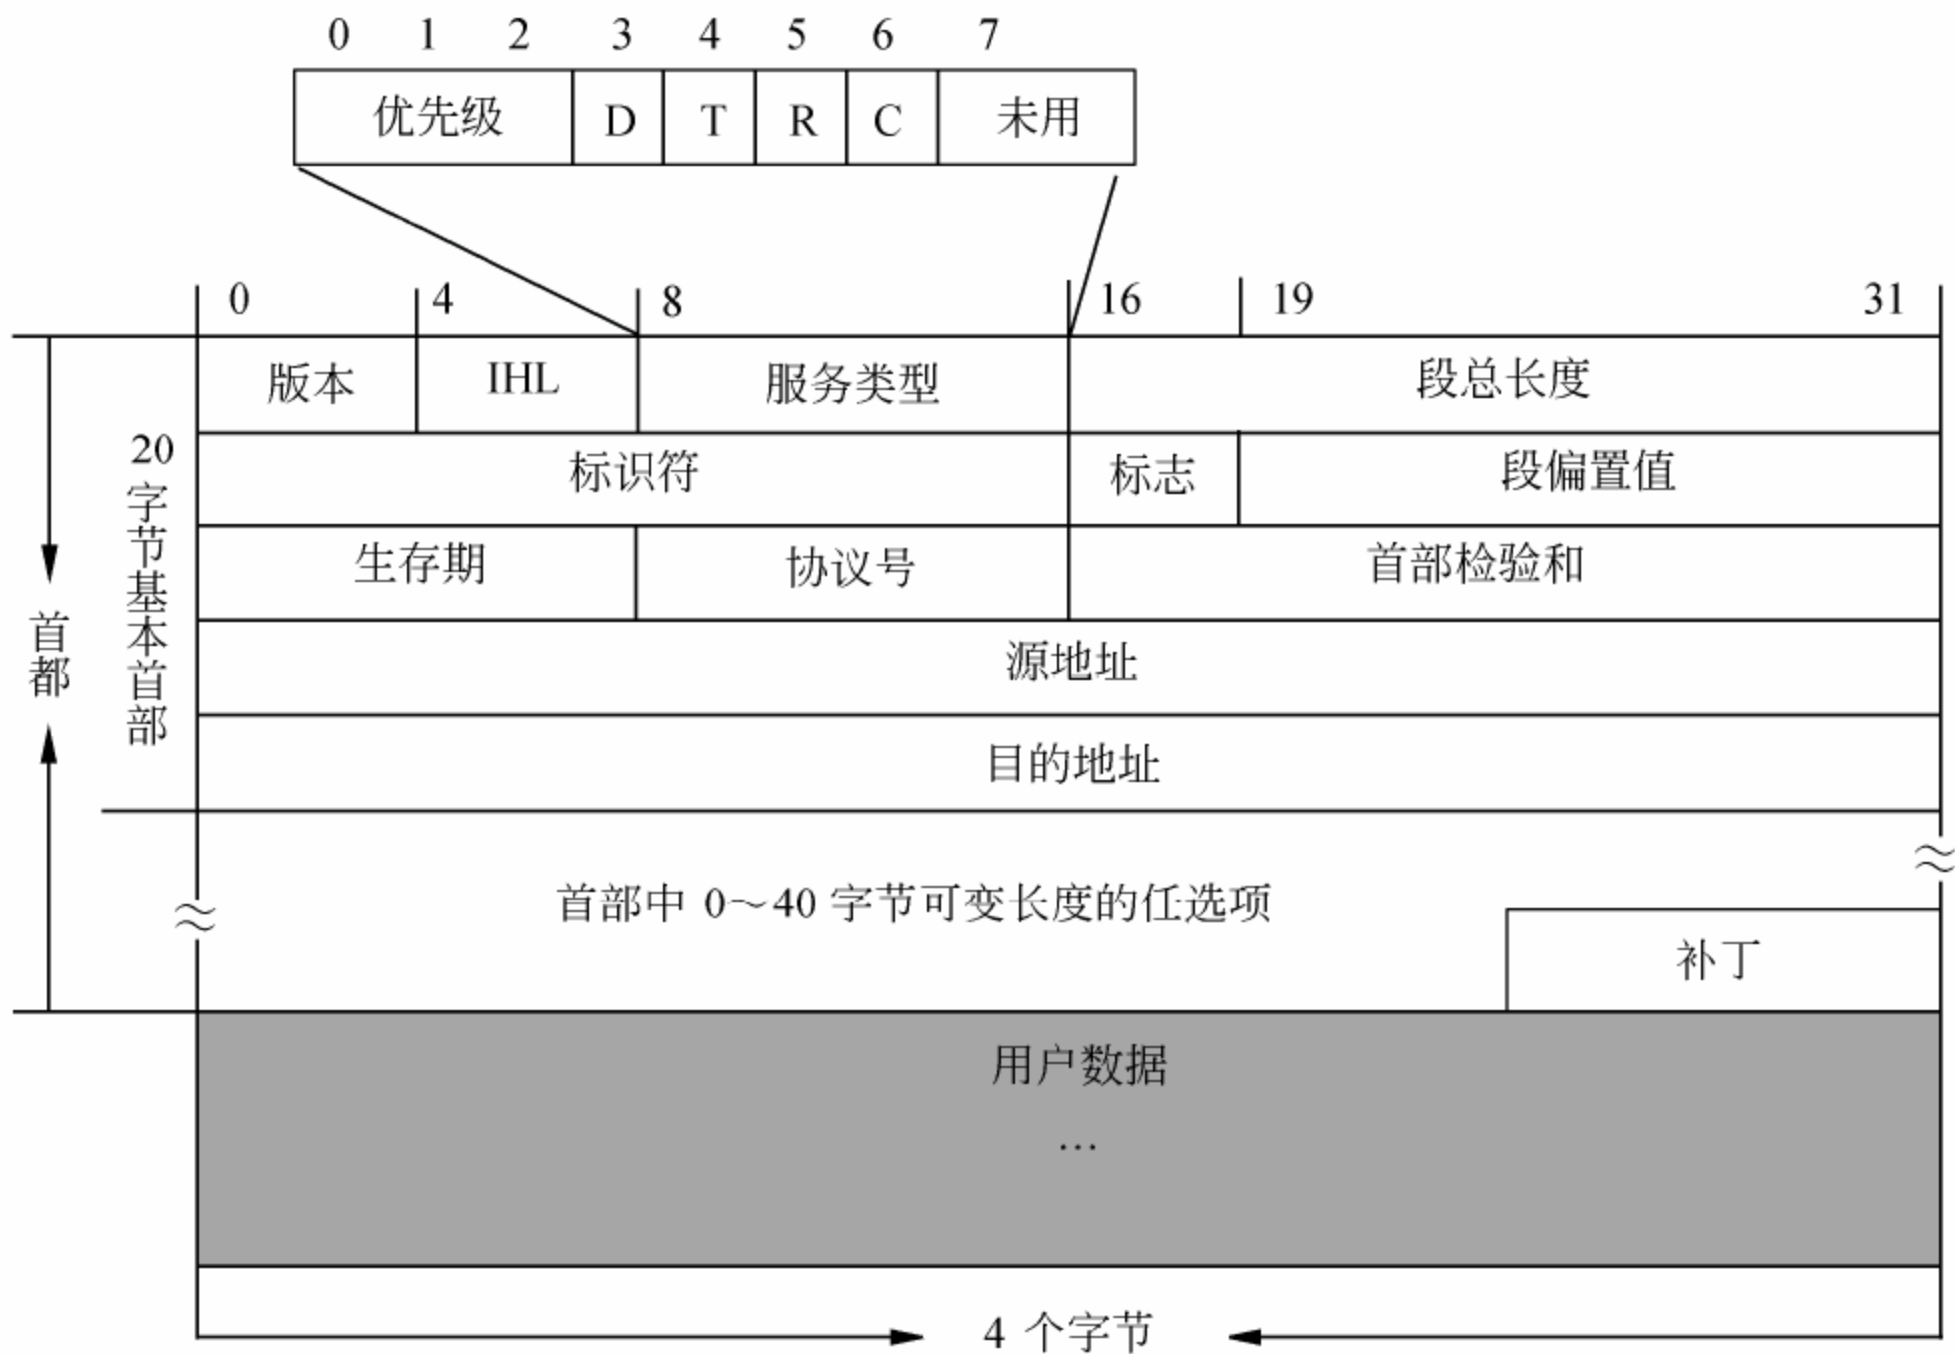 0 1 2 3 4 5 6 7
优先级 D T R C 未用
0 4 8 16 19 31
版本 IHL 服务类型 段总长度
标识符 标志 段偏置值
生存期 协议号 首部检验和
源地址
目的地址
首都
20字节基本首部
首部中 0～40 字节可变长度的任选项
补丁
用户数据
…
4 个字节